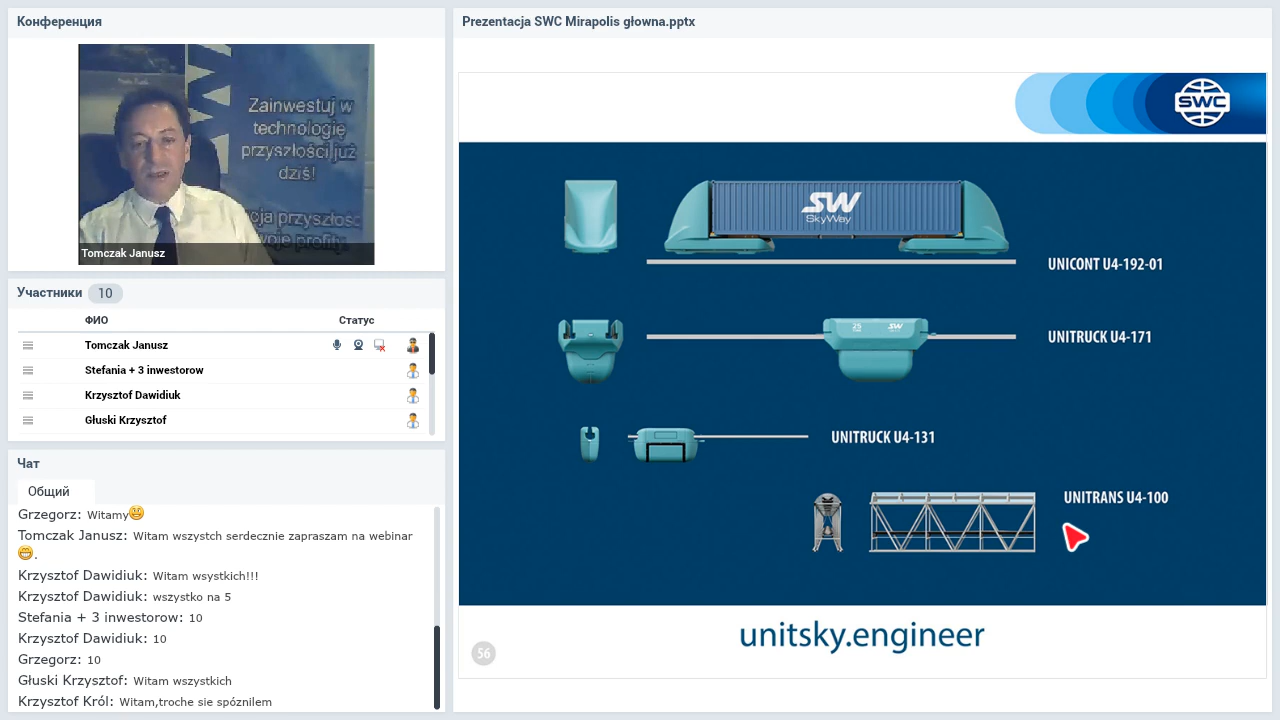 Конференция
Zainwestuj w
technologię
przyszłości już
dziś!
Tomczak Janusz
Участники 10
ФИО Статус
Tomczak Janusz
Stefania + 3 inwestorow
Krzysztof Dawidiuk
Głuski Krzysztof
Чат
Общий
Grzegorz: Witamy
Tomczak Janusz: Witam wszystch serdecznie zapraszam na webinar
.
Krzysztof Dawidiuk: Witam wsystkich!!!
Krzysztof Dawidiuk: wszystko na 5
Stefania + 3 inwestorow: 10
Krzysztof Dawidiuk: 10
Grzegorz: 10
Głuski Krzysztof: Witam wszystkich
Krzysztof Król: Witam,troche sie spóznilem
Prezentacja SWC Mirapolis głowna.pptx
SWC
SW
SkyWay
UNICONT U4-192-01
25
SW
UNITRUCK U4-171
UNITRUCK U4-131
UNITRANS U4-100
unitsky.engineer
56